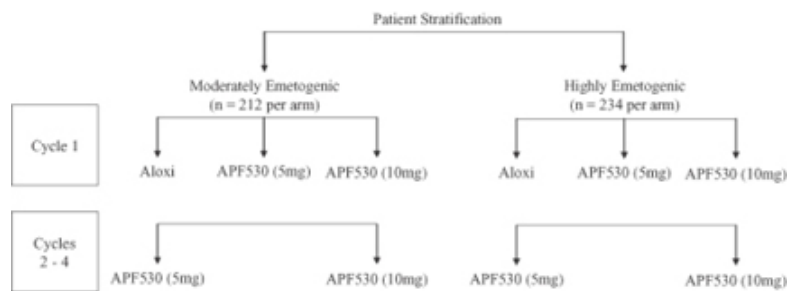 Patient Stratification
Moderately Emetogenic
(n = 212 per arm)
Highly Emetogenic
(n = 234 per arm)
Cycle 1
Aloxi
APF530 (5mg)
APF530 (10mg)
Aloxi
APF530 (5mg)
APF530 (10mg)
Cycles
2 - 4
APF530 (5mg)
APF530 (10mg)
APF530 (5mg)
APF530 (10mg)